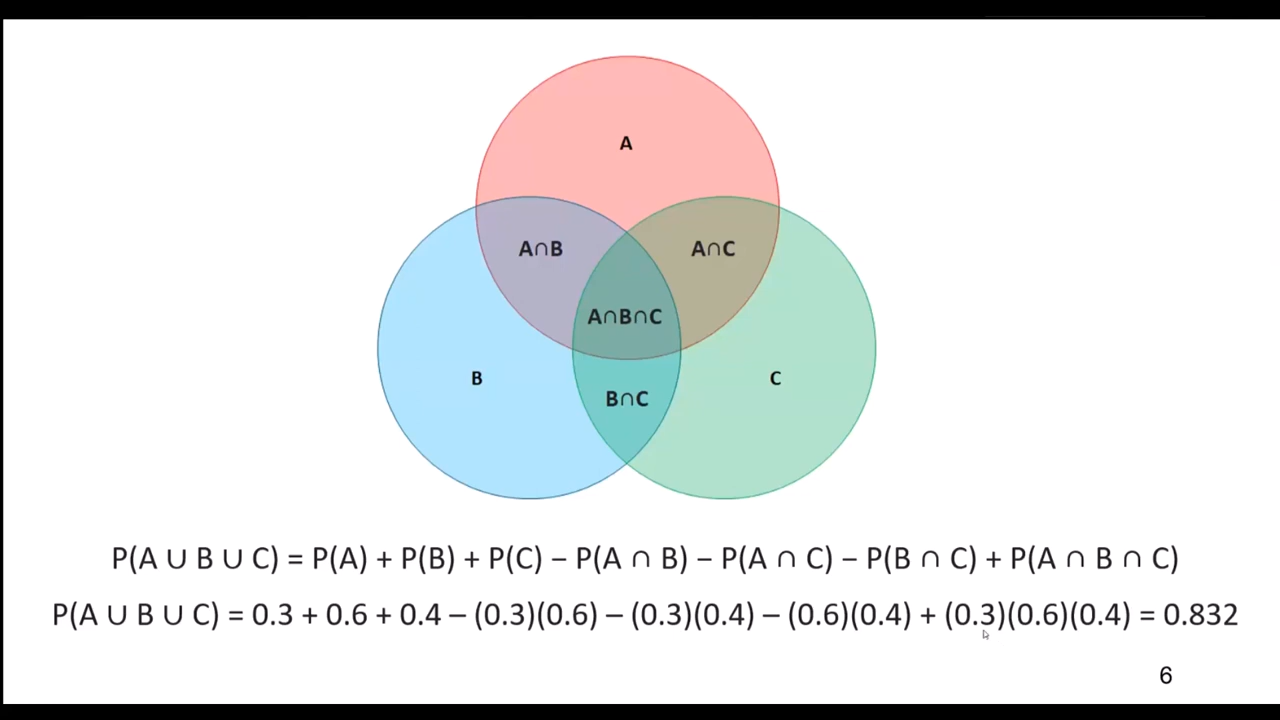 A
A∩B
A∩C
A∩B∩C
B
C
B∩C
P(A ∪ B ∪ C) = P(A) + P(B) + P(C) − P(A ∩ B) − P(A ∩ C) − P(B ∩ C) + P(A ∩ B ∩ C)
P(A ∪ B ∪ C) = 0.3 + 0.6 + 0.4 − (0.3)(0.6) − (0.3)(0.4) − (0.6)(0.4) + (0.3)(0.6)(0.4) = 0.832
6